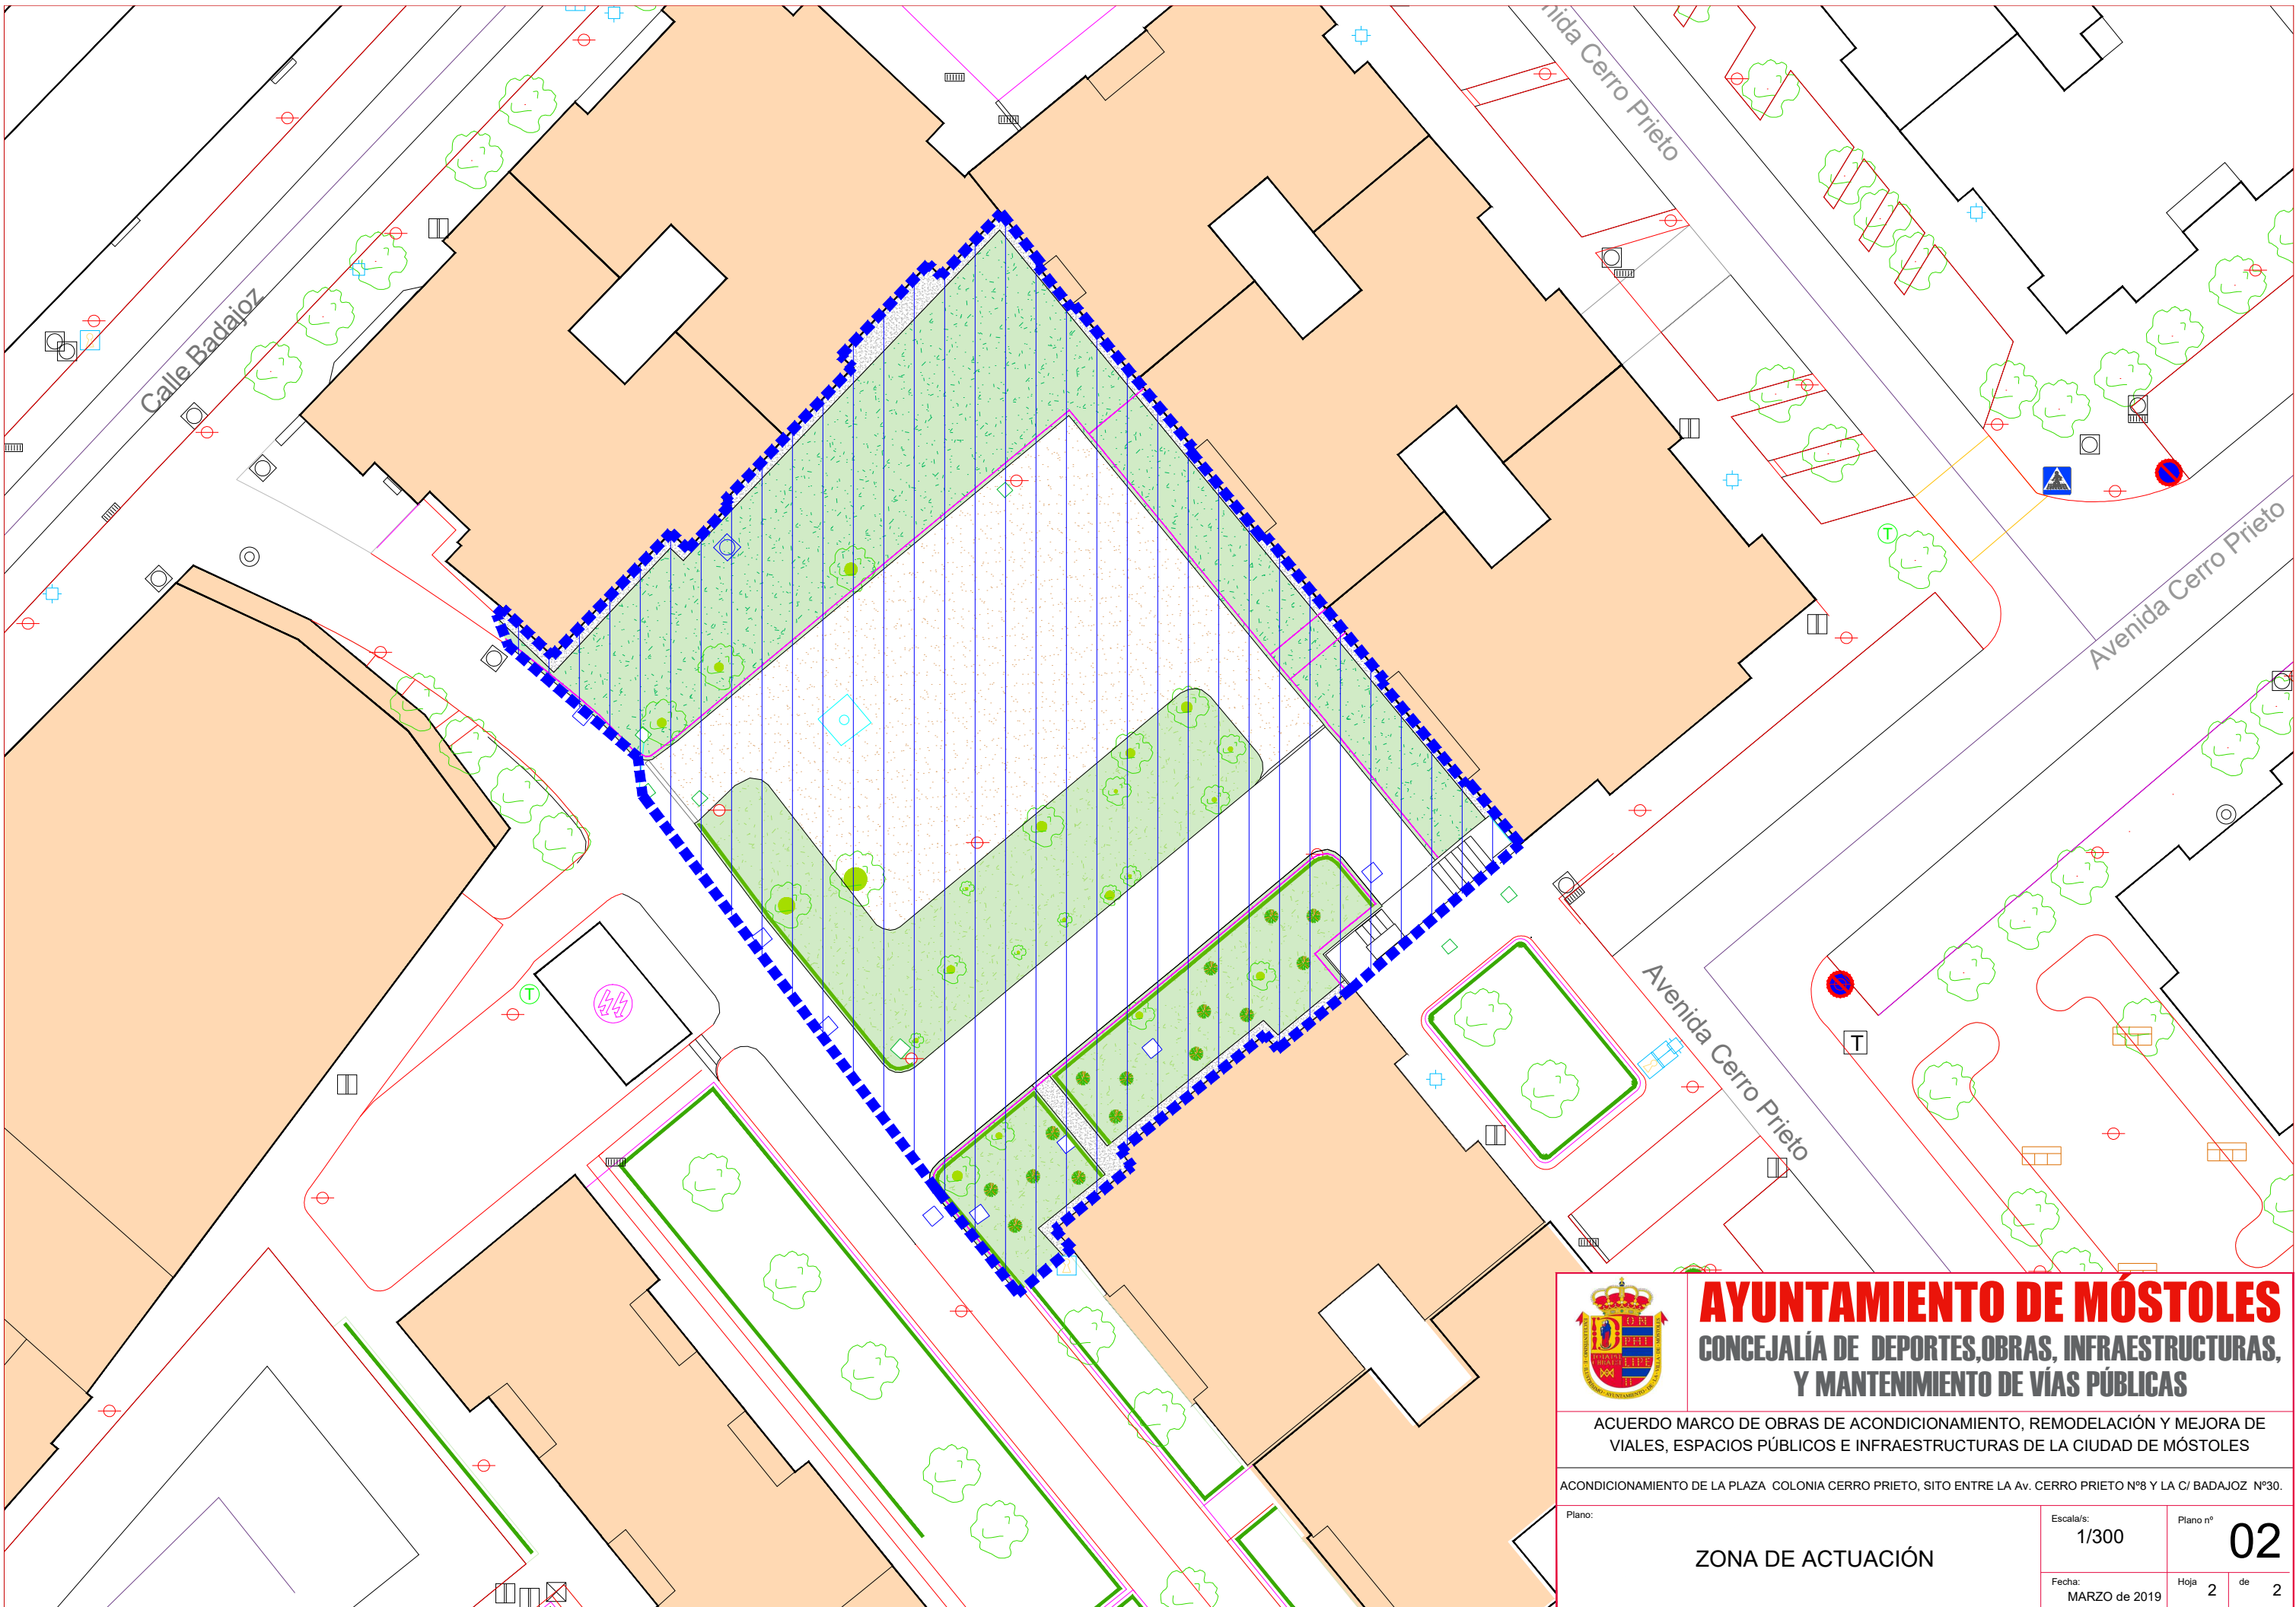 nida Cerro Prieto
Calle Badajoz
Avenida Cerro Prieto
Avenida Cerro Prieto
T
T
T
AYUNTAMIENTO DE MÓSTOLES
CONCEJALÍA DE DEPORTES,OBRAS, INFRAESTRUCTURAS,
Y MANTENIMIENTO DE VÍAS PÚBLICAS
ACUERDO MARCO DE OBRAS DE ACONDICIONAMIENTO, REMODELACIÓN Y MEJORA DE
VIALES, ESPACIOS PÚBLICOS E INFRAESTRUCTURAS DE LA CIUDAD DE MÓSTOLES
ACONDICIONAMIENTO DE LA PLAZA COLONIA CERRO PRIETO, SITO ENTRE LA Av. CERRO PRIETO Nº8 Y LA C/ BADAJOZ Nº30.
Plano:
ZONA DE ACTUACIÓN
Escala/s:
1/300
Plano nº
02
Fecha:
MARZO de 2019
Hoja 2 de 2